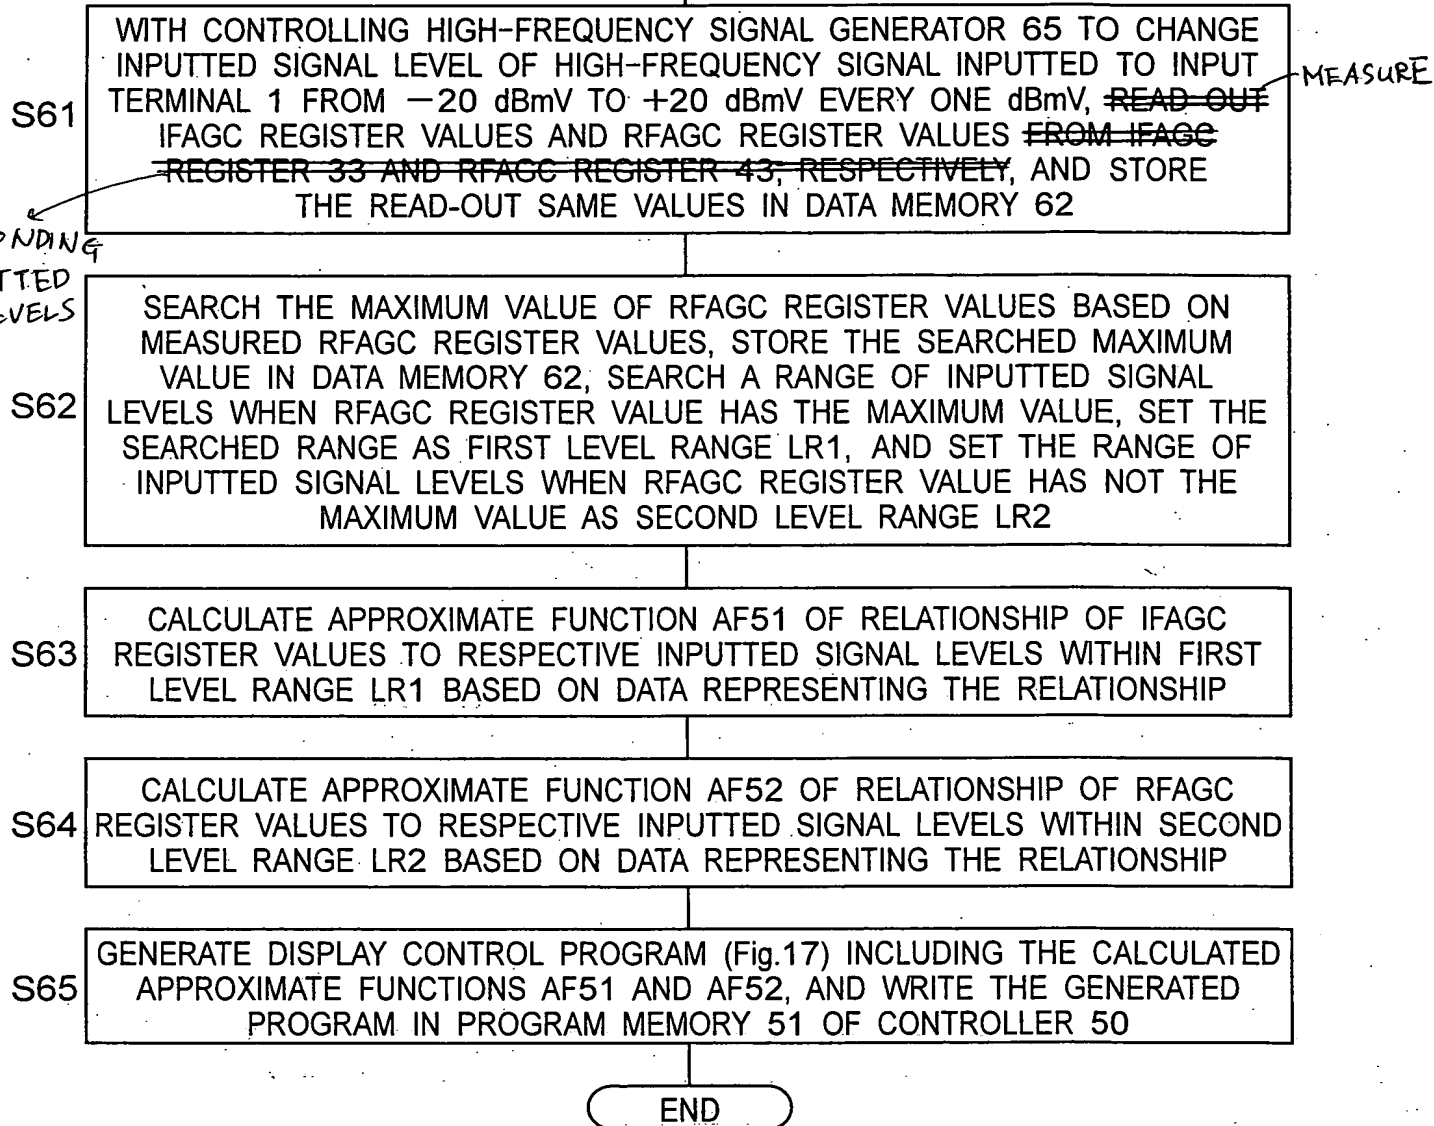 S61
WITH CONTROLLING HIGH-FREQUENCY SIGNAL GENERATOR 65 TO CHANGE
INPUTTED SIGNAL LEVEL OF HIGH-FREQUENCY SIGNAL INPUTTED TO INPUT
TERMINAL 1 FROM -20 dBmV TO +20 dBmV EVERY ONE dBmV, READ OUT
MEASURE
IFAGC REGISTER VALUES AND RFAGC REGISTER VALUES FROM IFAGC
REGISTER 33 AND RFAGC REGISTER 43, RESPECTIVELY, AND STORE
THE READ-OUT SAME VALUES IN DATA MEMORY 62
ONDING
TTED
EVELS
S62
SEARCH THE MAXIMUM VALUE OF RFAGC REGISTER VALUES BASED ON
MEASURED RFAGC REGISTER VALUES, STORE THE SEARCHED MAXIMUM
VALUE IN DATA MEMORY 62, SEARCH A RANGE OF INPUTTED SIGNAL
LEVELS WHEN RFAGC REGISTER VALUE HAS THE MAXIMUM VALUE, SET THE
SEARCHED RANGE AS FIRST LEVEL RANGE LR1, AND SET THE RANGE OF
INPUTTED SIGNAL LEVELS WHEN RFAGC REGISTER VALUE HAS NOT THE
MAXIMUM VALUE AS SECOND LEVEL RANGE LR2
S63
CALCULATE APPROXIMATE FUNCTION AF51 OF RELATIONSHIP OF IFAGC
REGISTER VALUES TO RESPECTIVE INPUTTED SIGNAL LEVELS WITHIN FIRST
LEVEL RANGE LR1 BASED ON DATA REPRESENTING THE RELATIONSHIP
S64
CALCULATE APPROXIMATE FUNCTION AF52 OF RELATIONSHIP OF RFAGC
REGISTER VALUES TO RESPECTIVE INPUTTED SIGNAL LEVELS WITHIN SECOND
LEVEL RANGE LR2 BASED ON DATA REPRESENTING THE RELATIONSHIP
S65
GENERATE DISPLAY CONTROL PROGRAM (Fig.17) INCLUDING THE CALCULATED
APPROXIMATE FUNCTIONS AF51 AND AF52, AND WRITE THE GENERATED
PROGRAM IN PROGRAM MEMORY 51 OF CONTROLLER 50
END